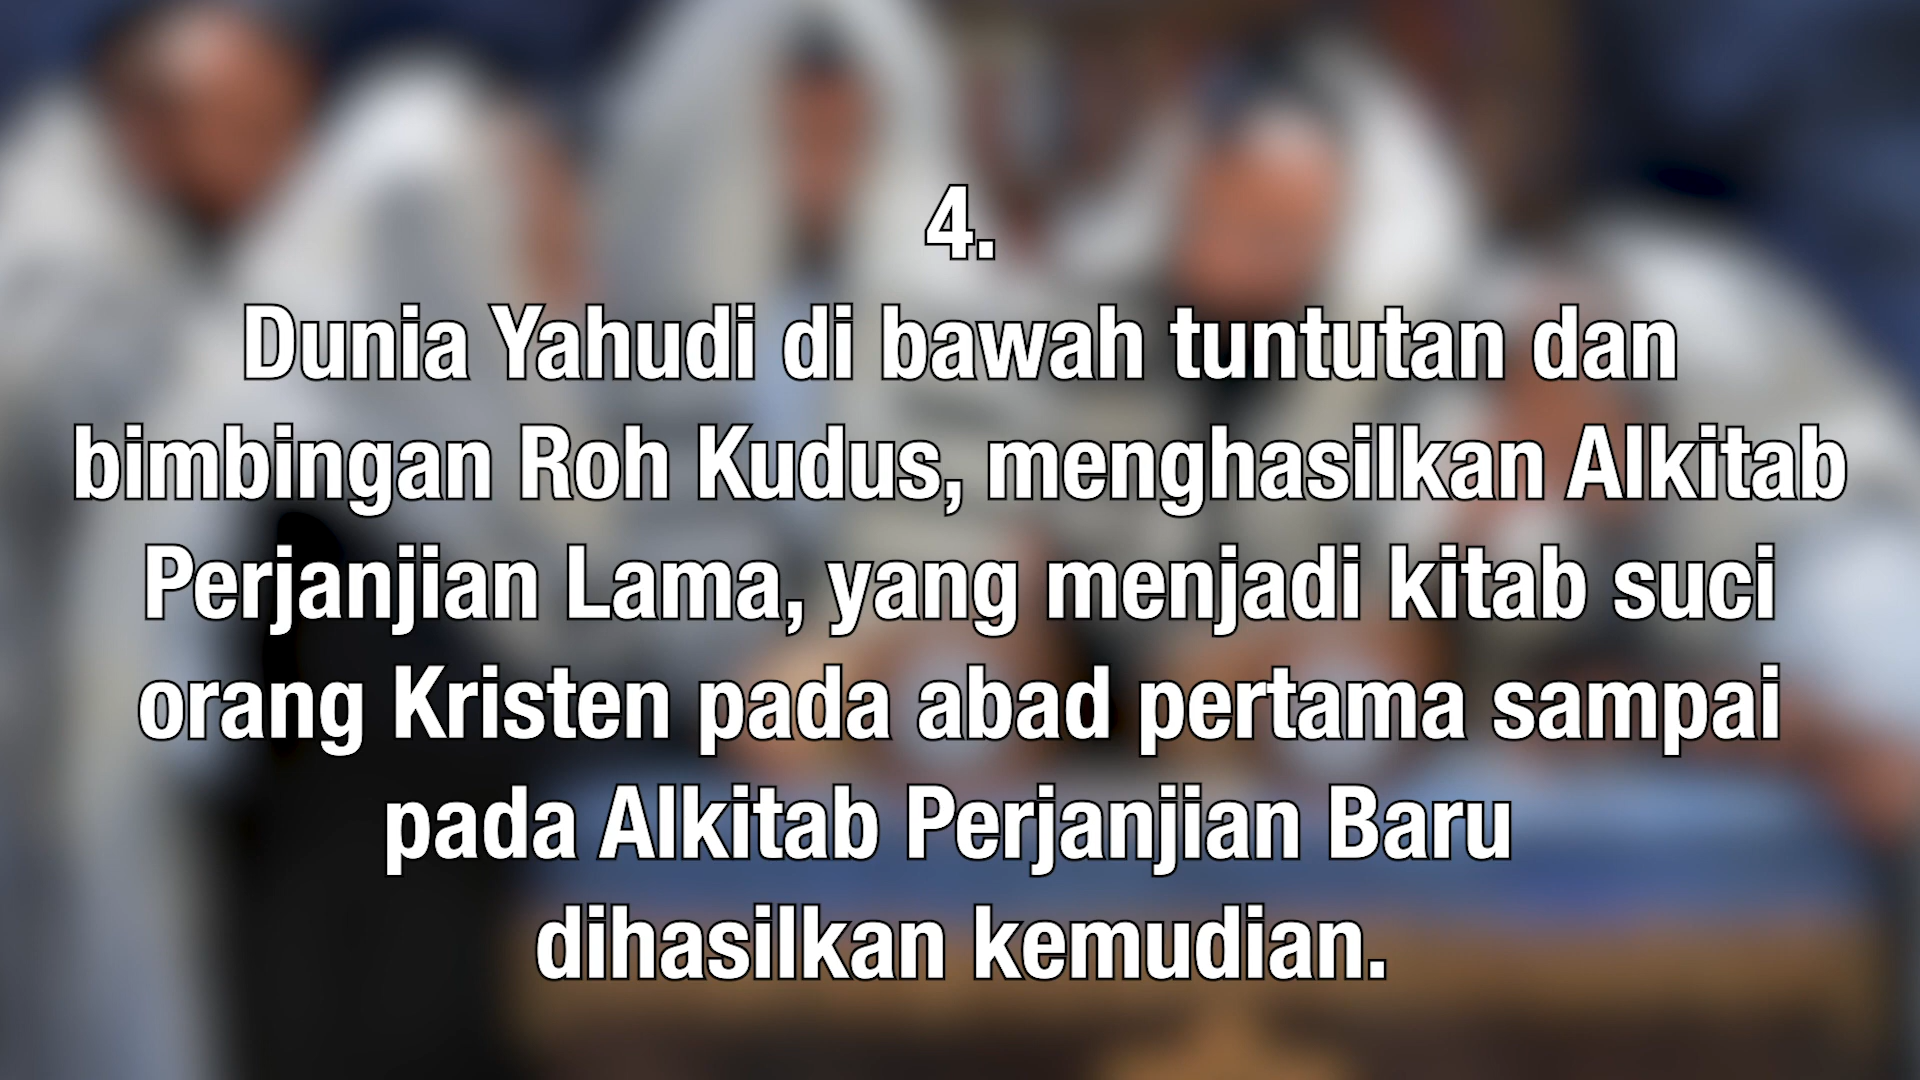 4.
Dunia Yahudi di bawah tuntutan dan
bimbingan Roh Kudus, menghasilkan Alkitab
Perjanjian Lama, yang menjadi kitab suci
orang Kristen pada abad pertama sampai
pada Alkitab Perjanjian Baru
dihasilkan kemudian.